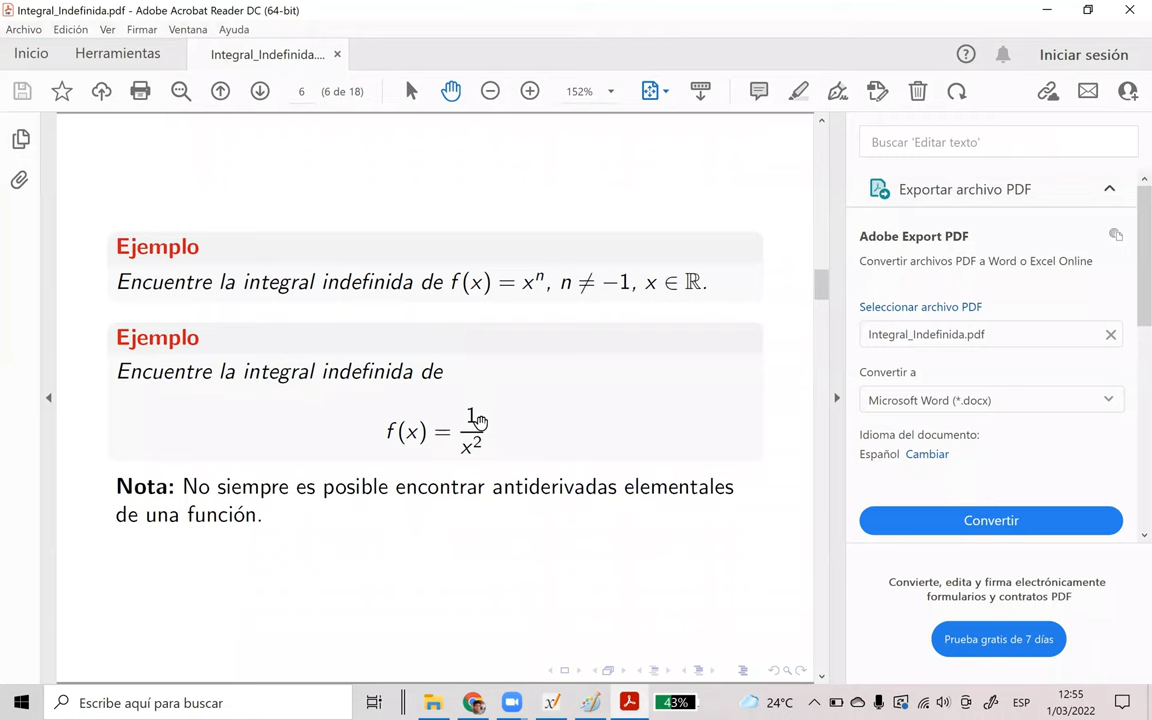 Integral_Indefinida.pdf - Adobe Acrobat Reader DC (64-bit)
Archivo Edición Ver Firmar Ventana Ayuda
Inicio Herramientas Integral_Indefinida.... × Iniciar sesión
6 (6 de 18) 152%
Buscar 'Editar texto'
Exportar archivo PDF
Adobe Export PDF
Convertir archivos PDF a Word o Excel Online
Seleccionar archivo PDF
Integral_Indefinida.pdf
Convertir a
Microsoft Word (*.docx)
Idioma del documento:
Español Cambiar
Convertir
Convierte, edita y firma electrónicamente
formularios y contratos PDF
Prueba gratis de 7 días
Ejemplo
Encuentre la integral indefinida de f(x) = xⁿ, n ≠ −1, x ∈ ℝ.
Ejemplo
Encuentre la integral indefinida de
f(x) = 1/x²
Nota: No siempre es posible encontrar antiderivadas elementales
de una función.
Escribe aquí para buscar
43%
24°C
ESP
12:55
1/03/2022